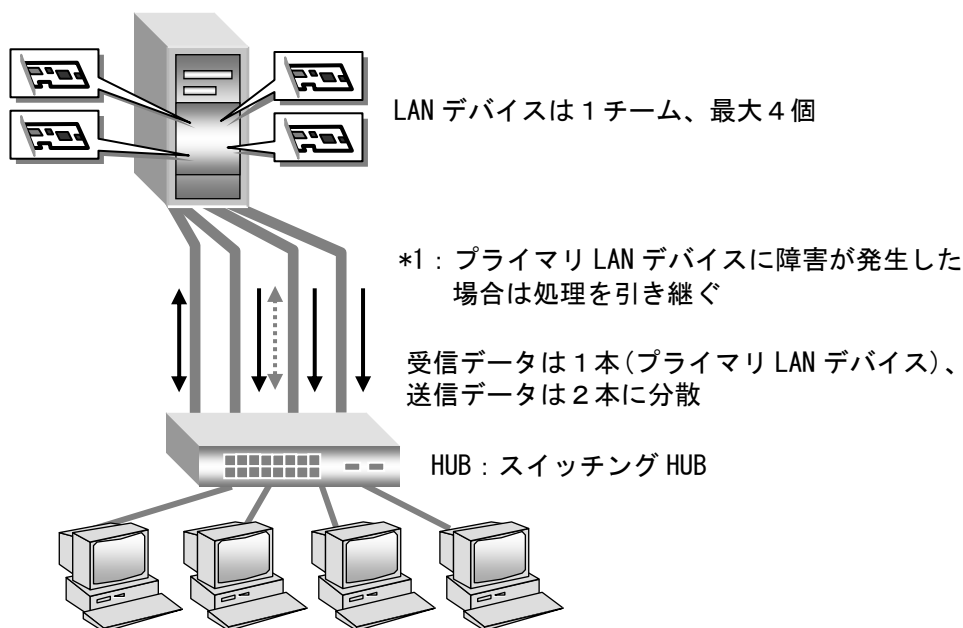 LAN デバイスは１チーム、最大４個
*1：プライマリ LAN デバイスに障害が発生した
場合は処理を引き継ぐ
受信データは１本(プライマリ LAN デバイス)、
送信データは２本に分散
HUB：スイッチング HUB